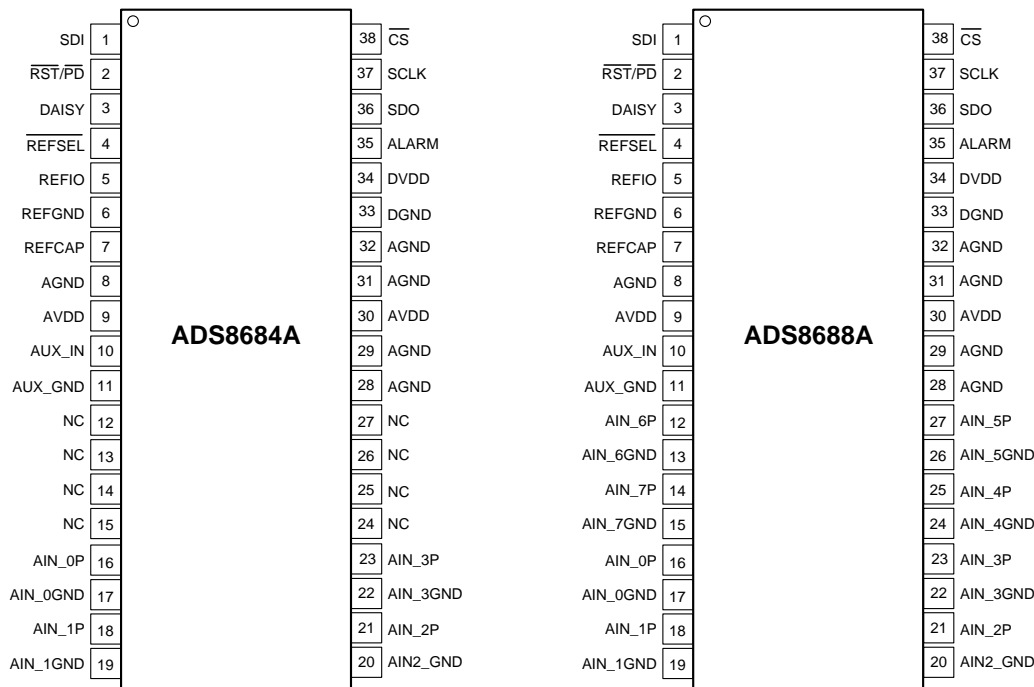 SDI 1
RST/PD 2
DAISY 3
REFSEL 4
REFIO 5
REFGND 6
REFCAP 7
AGND 8
AVDD 9
AUX_IN 10
AUX_GND 11
NC 12
NC 13
NC 14
NC 15
AIN_0P 16
AIN_0GND 17
AIN_1P 18
AIN_1GND 19
ADS8684A
38 CS
37 SCLK
36 SDO
35 ALARM
34 DVDD
33 DGND
32 AGND
31 AGND
30 AVDD
29 AGND
28 AGND
27 NC
26 NC
25 NC
24 NC
23 AIN_3P
22 AIN_3GND
21 AIN_2P
20 AIN2_GND
SDI 1
RST/PD 2
DAISY 3
REFSEL 4
REFIO 5
REFGND 6
REFCAP 7
AGND 8
AVDD 9
AUX_IN 10
AUX_GND 11
AIN_6P 12
AIN_6GND 13
AIN_7P 14
AIN_7GND 15
AIN_0P 16
AIN_0GND 17
AIN_1P 18
AIN_1GND 19
ADS8688A
38 CS
37 SCLK
36 SDO
35 ALARM
34 DVDD
33 DGND
32 AGND
31 AGND
30 AVDD
29 AGND
28 AGND
27 AIN_5P
26 AIN_5GND
25 AIN_4P
24 AIN_4GND
23 AIN_3P
22 AIN_3GND
21 AIN_2P
20 AIN2_GND